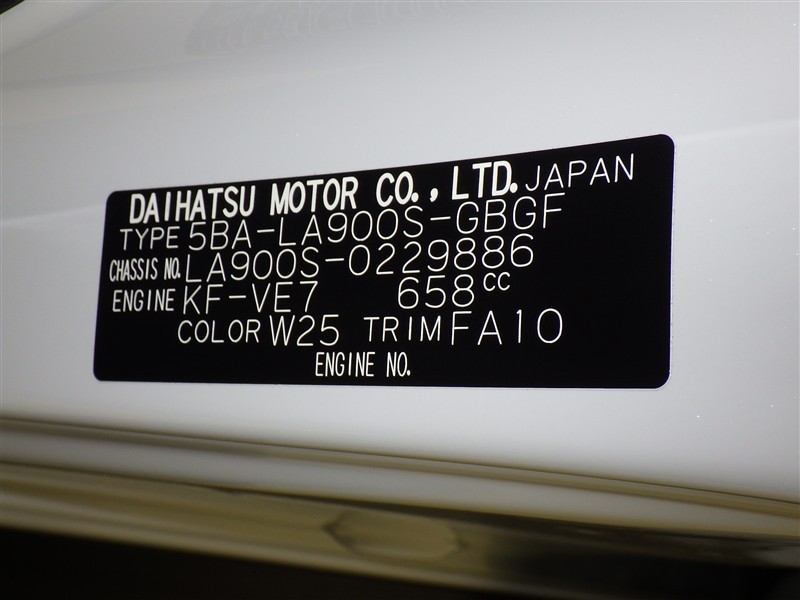 DAIHATSU MOTOR CO., LTD. JAPAN
TYPE 5BA-LA900S-GBGF
CHASSIS NO. LA900S-0229886
ENGINE KF-VE7 658cc
COLOR W25 TRIM FA10
ENGINE NO.